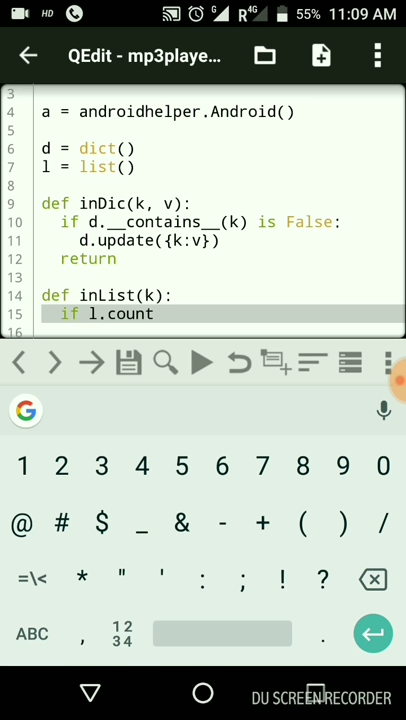 HD G R4G 55% 11:09 AM
QEdit - mp3playe…
3
4 a = androidhelper.Android()
5
6 d = dict()
7 l = list()
8
9 def inDic(k, v):
10 if d.__contains__(k) is False:
11 d.update({k:v})
12 return
13
14 def inList(k):
15 if l.count
16
G
1 2 3 4 5 6 7 8 9 0
@ # $ _ & - + ( ) /
=\< * " ' : ; ! ?
ABC , 12 .
34
DU SCREEN RECORDER